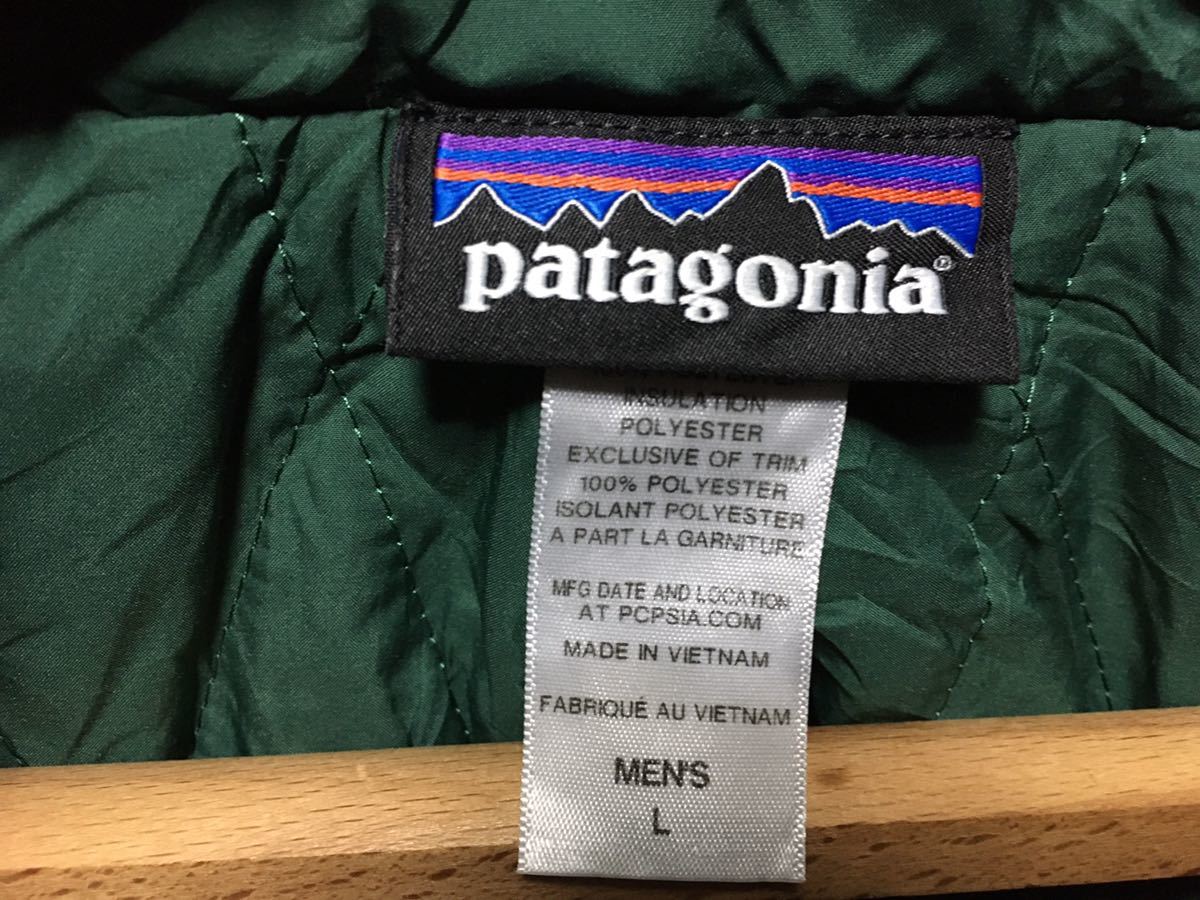 patagonia®
INSULATION
POLYESTER
EXCLUSIVE OF TRIM
100% POLYESTER
ISOLANT POLYESTER
A PART LA GARNITURE
MFG DATE AND LOCATION
AT PCPSIA.COM
MADE IN VIETNAM
FABRIQUÉ AU VIETNAM
MEN'S
L